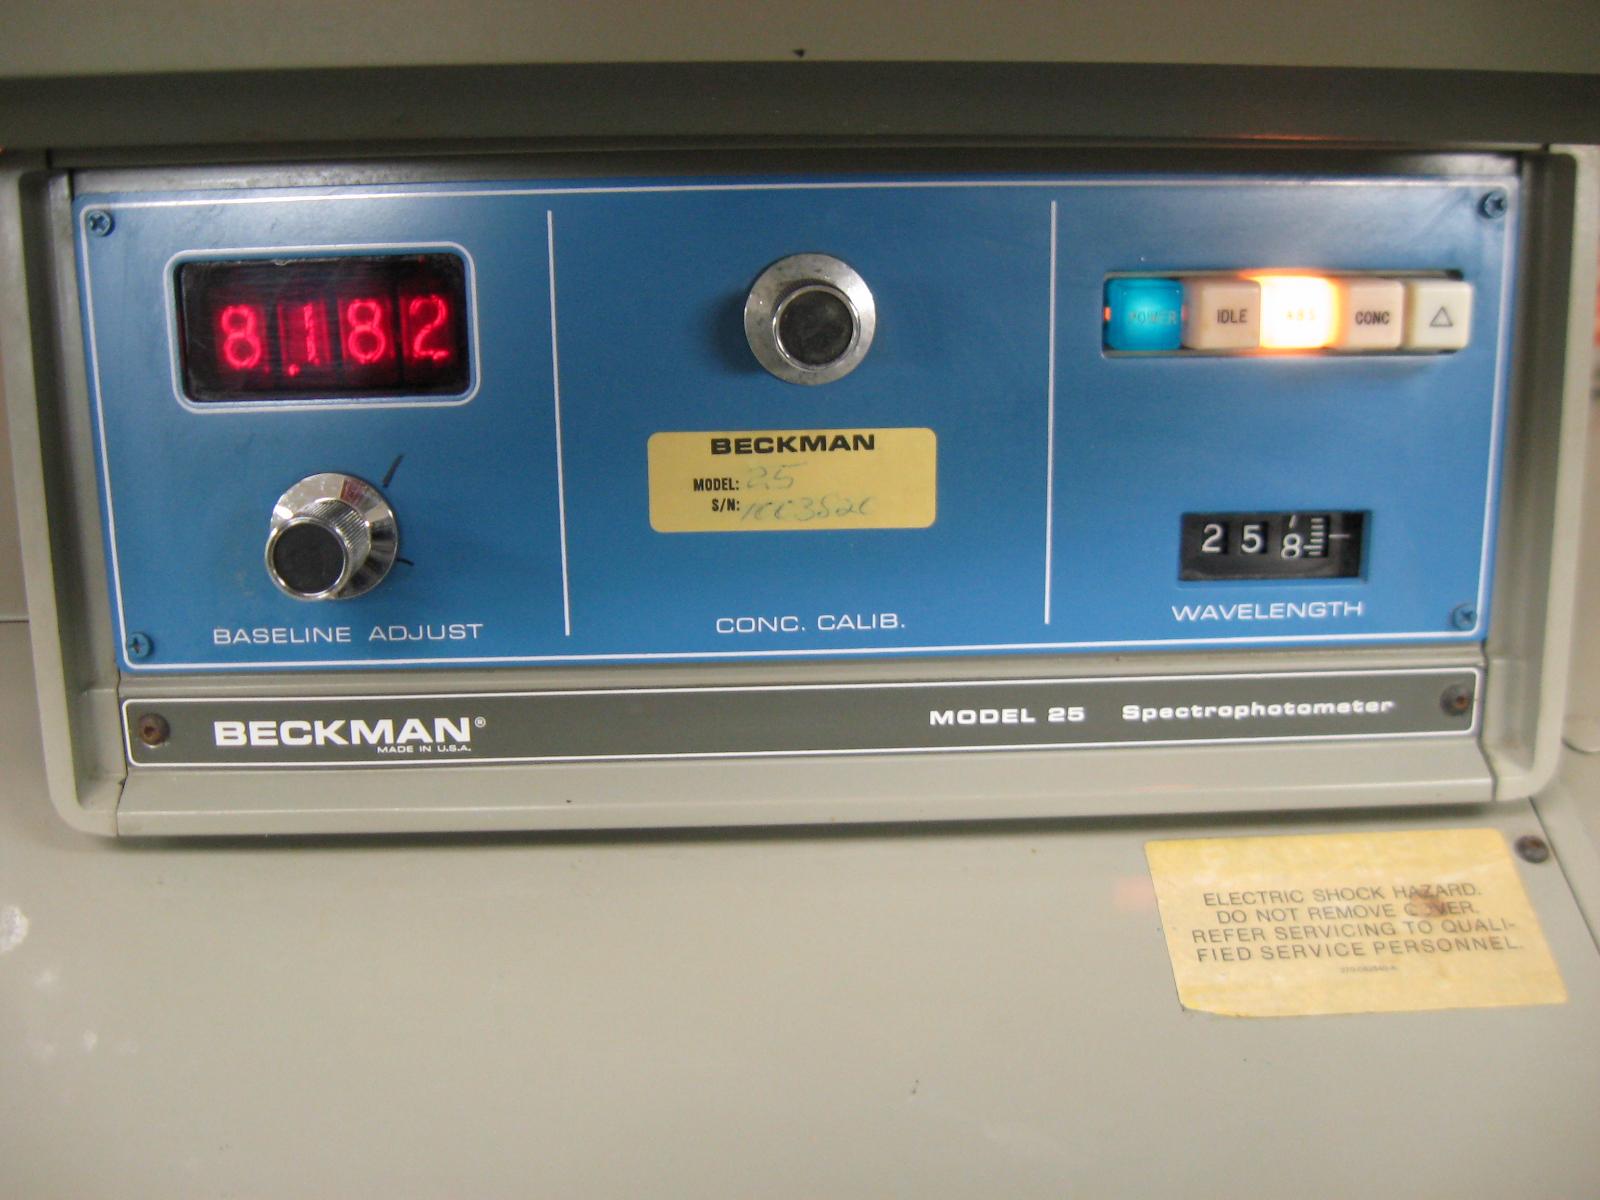 8.182
POWER IDLE ABS CONC △
BECKMAN
MODEL: 25
S/N:
258
BASELINE ADJUST
CONC. CALIB.
WAVELENGTH
BECKMAN®
MADE IN U.S.A.
MODEL 25 Spectrophotometer
ELECTRIC SHOCK HAZARD.
DO NOT REMOVE COVER.
REFER SERVICING TO QUALI-
FIED SERVICE PERSONNEL.